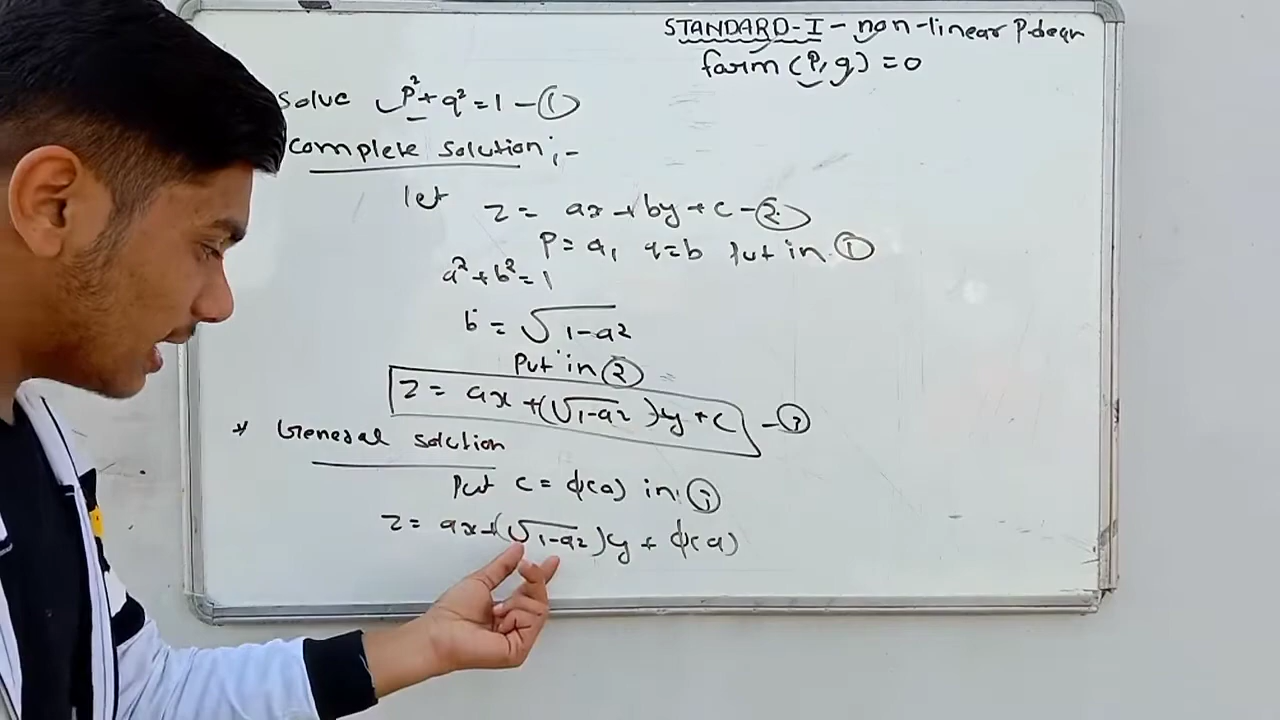 STANDARD-I - non-linear P.deqn
form (P, q) = 0
Solve p² + q² = 1 - ①
Complete solution :-
let z = ax + by + c - ②
P = a, q = b Put in ①
a² + b² = 1
b = √1-a²
Put in ②
z = ax + (√1-a²)y + c - ③
* General solution
Put c = φ(a) in ③
z = ax + (√1-a²)y + φ(a)